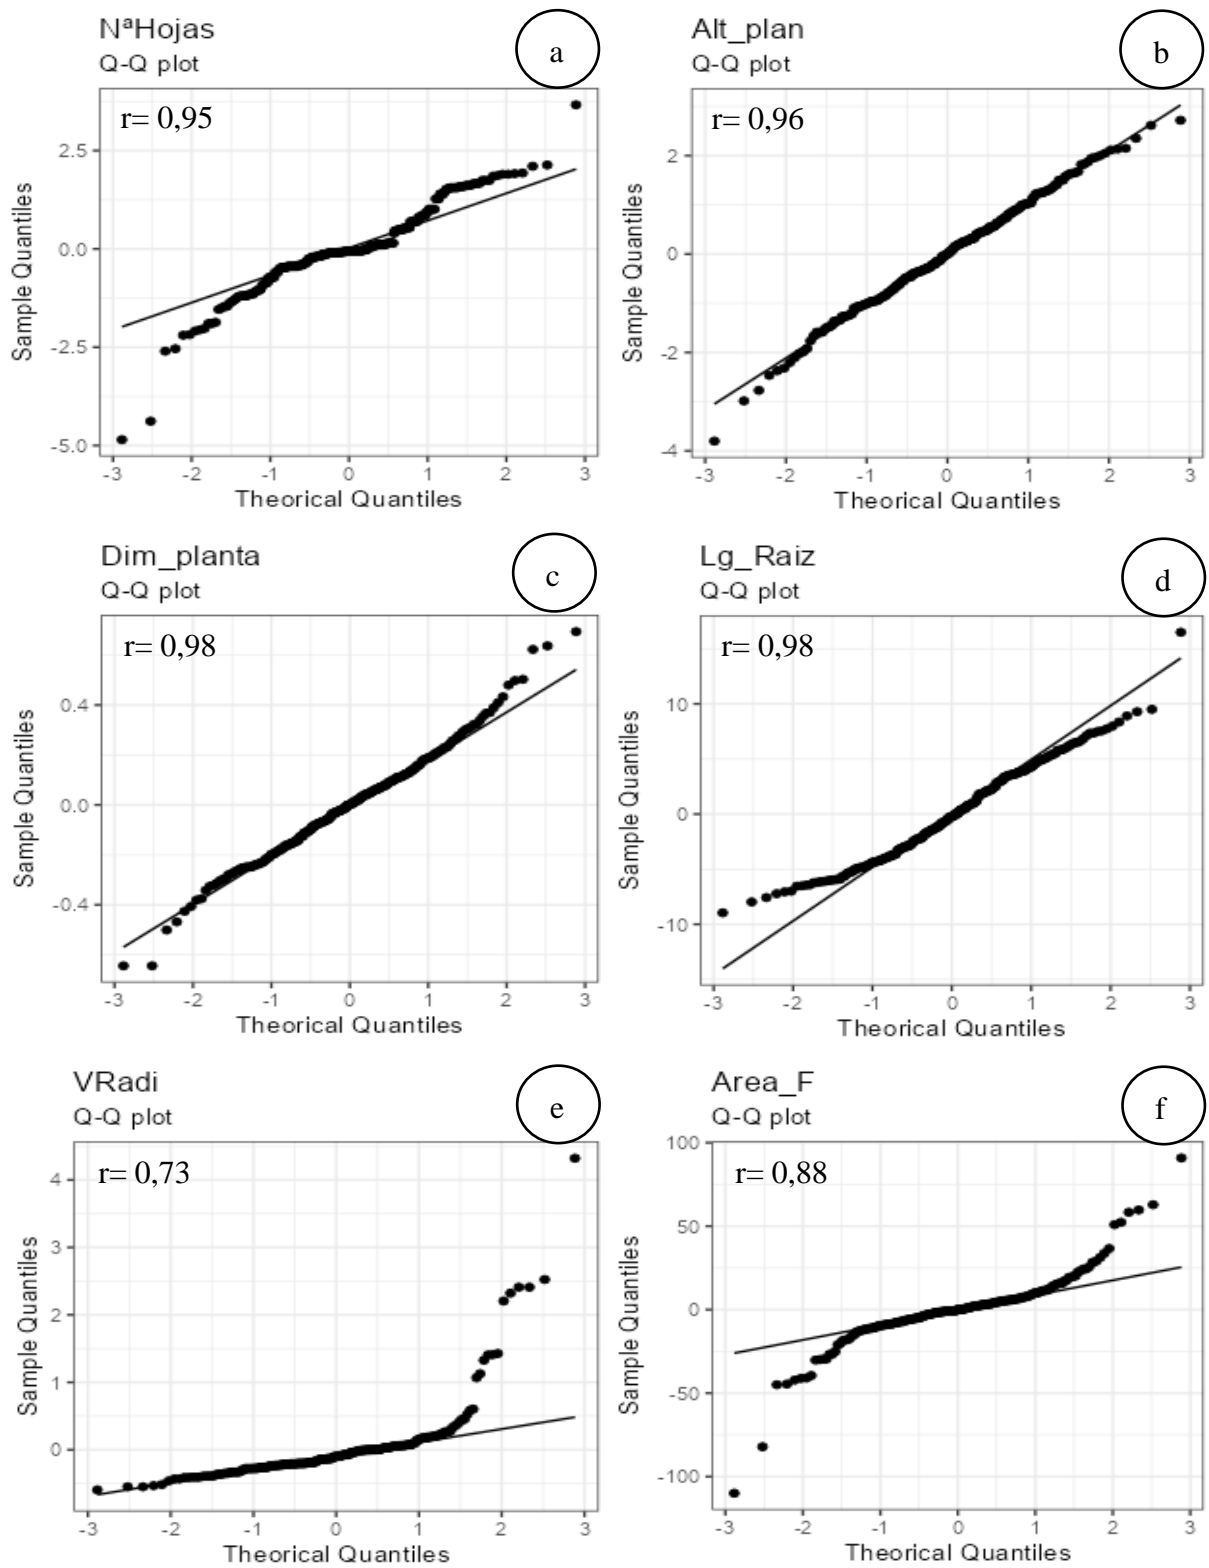 NªHojas
Q-Q plot
a
r= 0,95
2.5
0.0
-2.5
-5.0
Sample Quantiles
-3 -2 -1 0 1 2 3
Theorical Quantiles
Alt_plan
Q-Q plot
b
r= 0,96
2
0
-2
-4
Sample Quantiles
-3 -2 -1 0 1 2 3
Theorical Quantiles
Dim_planta
Q-Q plot
c
r= 0,98
0.4
0.0
-0.4
Sample Quantiles
-3 -2 -1 0 1 2 3
Theorical Quantiles
Lg_Raiz
Q-Q plot
d
r= 0,98
10
0
-10
Sample Quantiles
-3 -2 -1 0 1 2 3
Theorical Quantiles
VRadi
Q-Q plot
e
r= 0,73
4
3
2
1
0
Sample Quantiles
-3 -2 -1 0 1 2 3
Theorical Quantiles
Area_F
Q-Q plot
f
r= 0,88
100
50
0
-50
-100
Sample Quantiles
-3 -2 -1 0 1 2 3
Theorical Quantiles